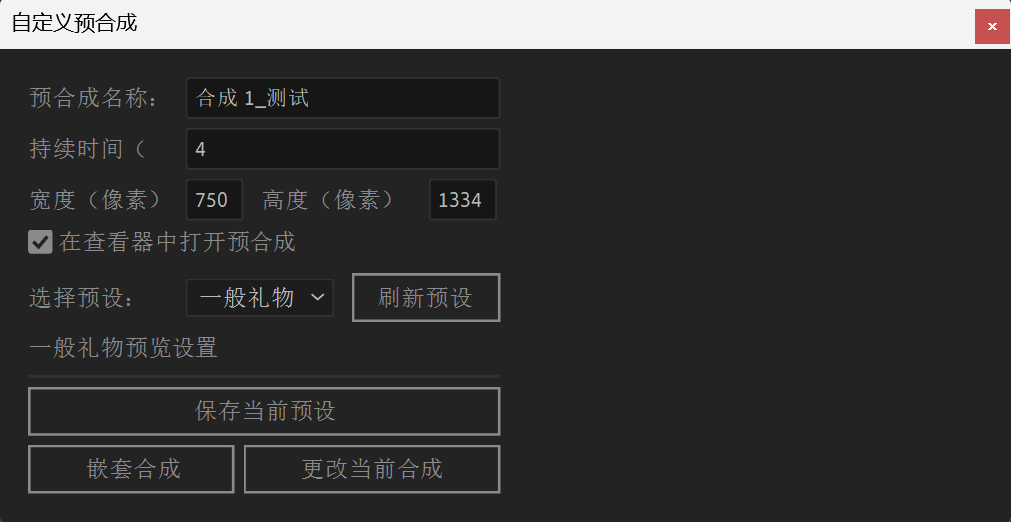 自定义预合成
预合成名称： 合成 1_测试
持续时间（ 4
宽度（像素） 750 高度（像素） 1334
在查看器中打开预合成
选择预设： 一般礼物 刷新预设
一般礼物预览设置
保存当前预设
嵌套合成 更改当前合成